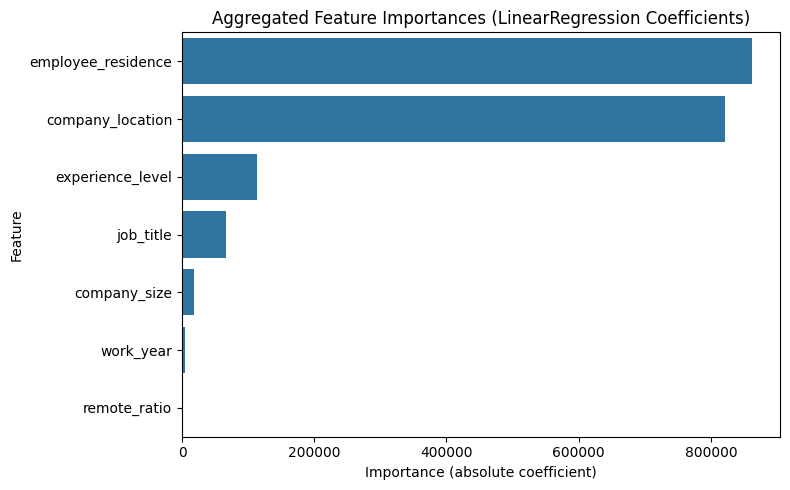 Aggregated Feature Importances (LinearRegression Coefficients)
employee_residence
company_location
experience_level
job_title
company_size
work_year
remote_ratio
Feature
0 200000 400000 600000 800000
Importance (absolute coefficient)